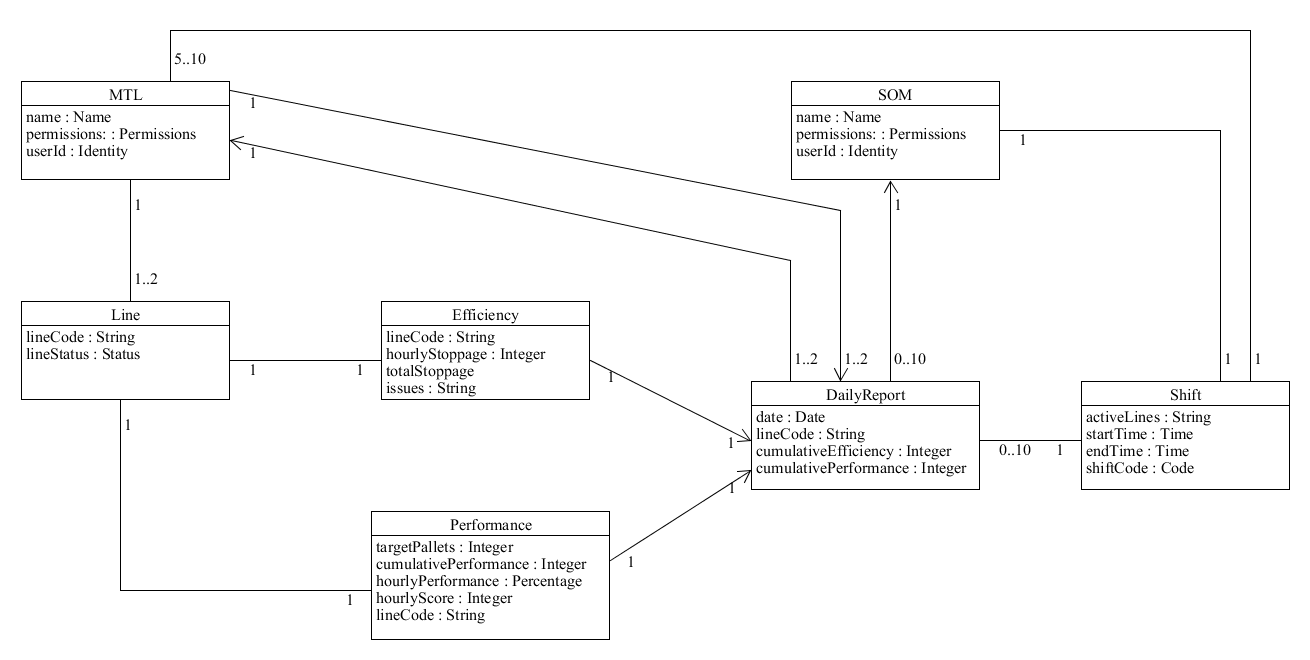 5..10
MTL
name : Name
permissions: : Permissions
userId : Identity
1
1
1
1..2
SOM
name : Name
permissions: : Permissions
userId : Identity
1
1
Line
lineCode : String
lineStatus : Status
1
1
1
Efficiency
lineCode : String
hourlyStoppage : Integer
totalStoppage
issues : String
1
1
1..2
1..2
0..10
DailyReport
date : Date
lineCode : String
cumulativeEfficiency : Integer
cumulativePerformance : Integer
1
0..10
1
1
1
Shift
activeLines : String
startTime : Time
endTime : Time
shiftCode : Code
Performance
targetPallets : Integer
cumulativePerformance : Integer
hourlyPerformance : Percentage
hourlyScore : Integer
lineCode : String
1
1